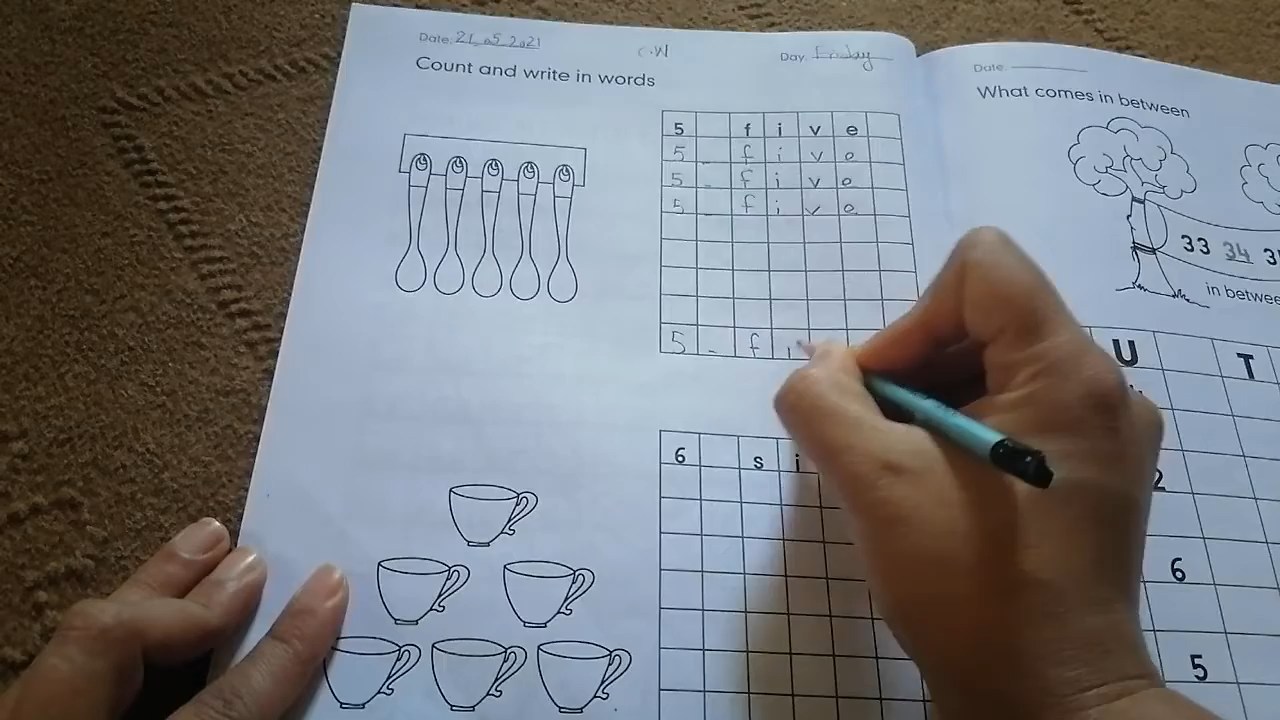 Date: 21.05.2021 C.W Day: Friday
Count and write in words
5 f i v e
5 - f i v e
5 - f i v e
5 - f i v e
5 - f i
6 s i
Date:
What comes in between
33 34
in betwee
U T
2
6
5